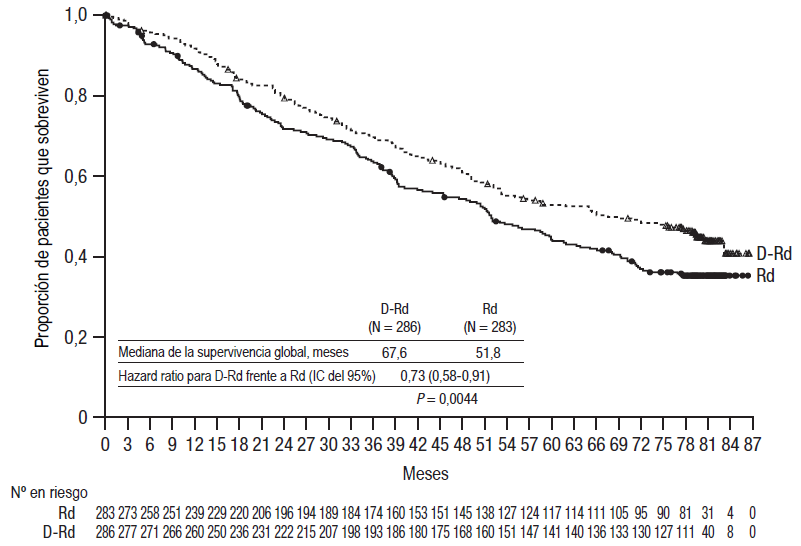 Proporción de pacientes que sobreviven
1,0
0,8
0,6
0,4
0,2
0
D-Rd
Rd
D-Rd Rd
(N = 286) (N = 283)
Mediana de la supervivencia global, meses 67,6 51,8
Hazard ratio para D-Rd frente a Rd (IC del 95%) 0,73 (0,58-0,91)
P = 0,0044
0 3 6 9 12 15 18 21 24 27 30 33 36 39 42 45 48 51 54 57 60 63 66 69 72 75 78 81 84 87
Meses
Nº en riesgo
Rd 283 273 258 251 239 229 220 206 196 194 189 184 174 160 153 151 145 138 127 124 117 114 111 105 95 90 81 31 4 0
D-Rd 286 277 271 266 260 250 236 231 222 215 207 198 193 186 180 175 168 160 151 147 141 140 136 133 130 127 111 40 8 0